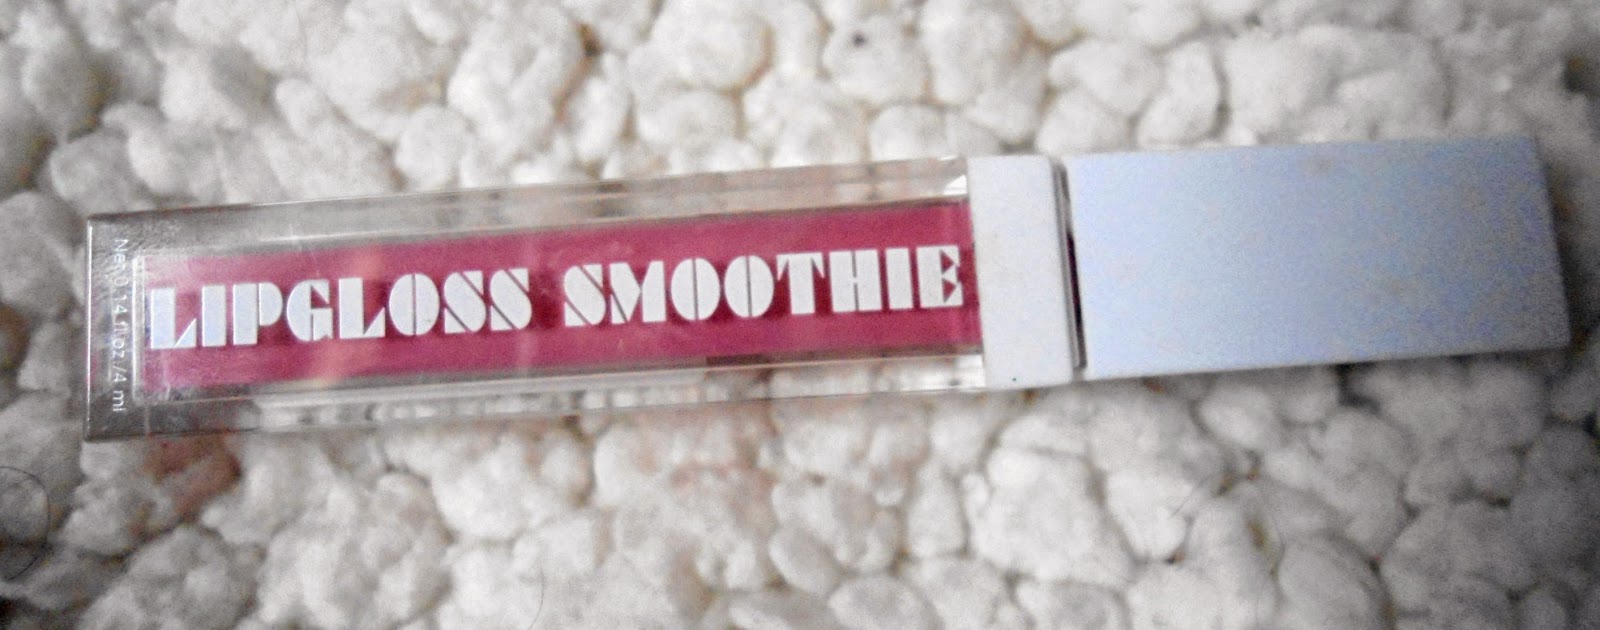 LIPGLOSS SMOOTHIE
Net 0.14 fl oz/4 ml